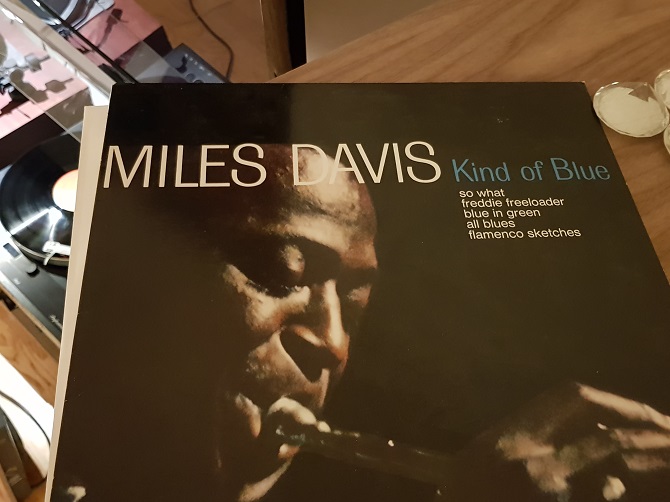 MILES DAVIS Kind of Blue
so what
freddie freeloader
blue in green
all blues
flamenco sketches